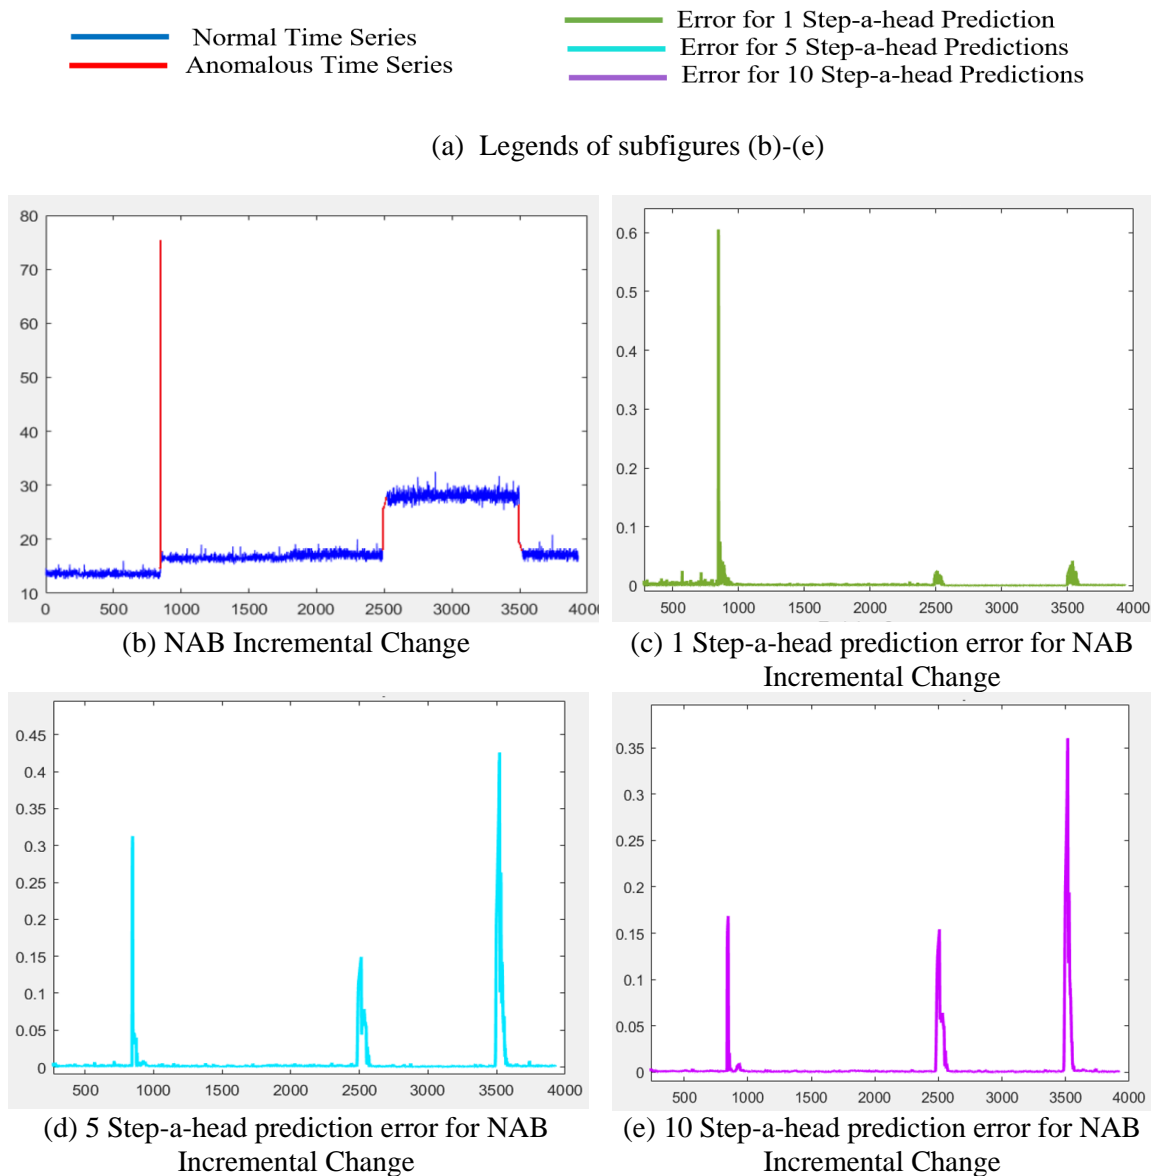 Normal Time Series
Anomalous Time Series
Error for 1 Step-a-head Prediction
Error for 5 Step-a-head Predictions
Error for 10 Step-a-head Predictions
(a) Legends of subfigures (b)-(e)
80
70
60
50
40
30
20
10
0 500 1000 1500 2000 2500 3000 3500 4000
(b) NAB Incremental Change
0.6
0.5
0.4
0.3
0.2
0.1
0
500 1000 1500 2000 2500 3000 3500 4000
(c) 1 Step-a-head prediction error for NAB
Incremental Change
0.45
0.4
0.35
0.3
0.25
0.2
0.15
0.1
0.05
0
500 1000 1500 2000 2500 3000 3500 4000
(d) 5 Step-a-head prediction error for NAB
Incremental Change
0.35
0.3
0.25
0.2
0.15
0.1
0.05
0
500 1000 1500 2000 2500 3000 3500 4000
(e) 10 Step-a-head prediction error for NAB
Incremental Change